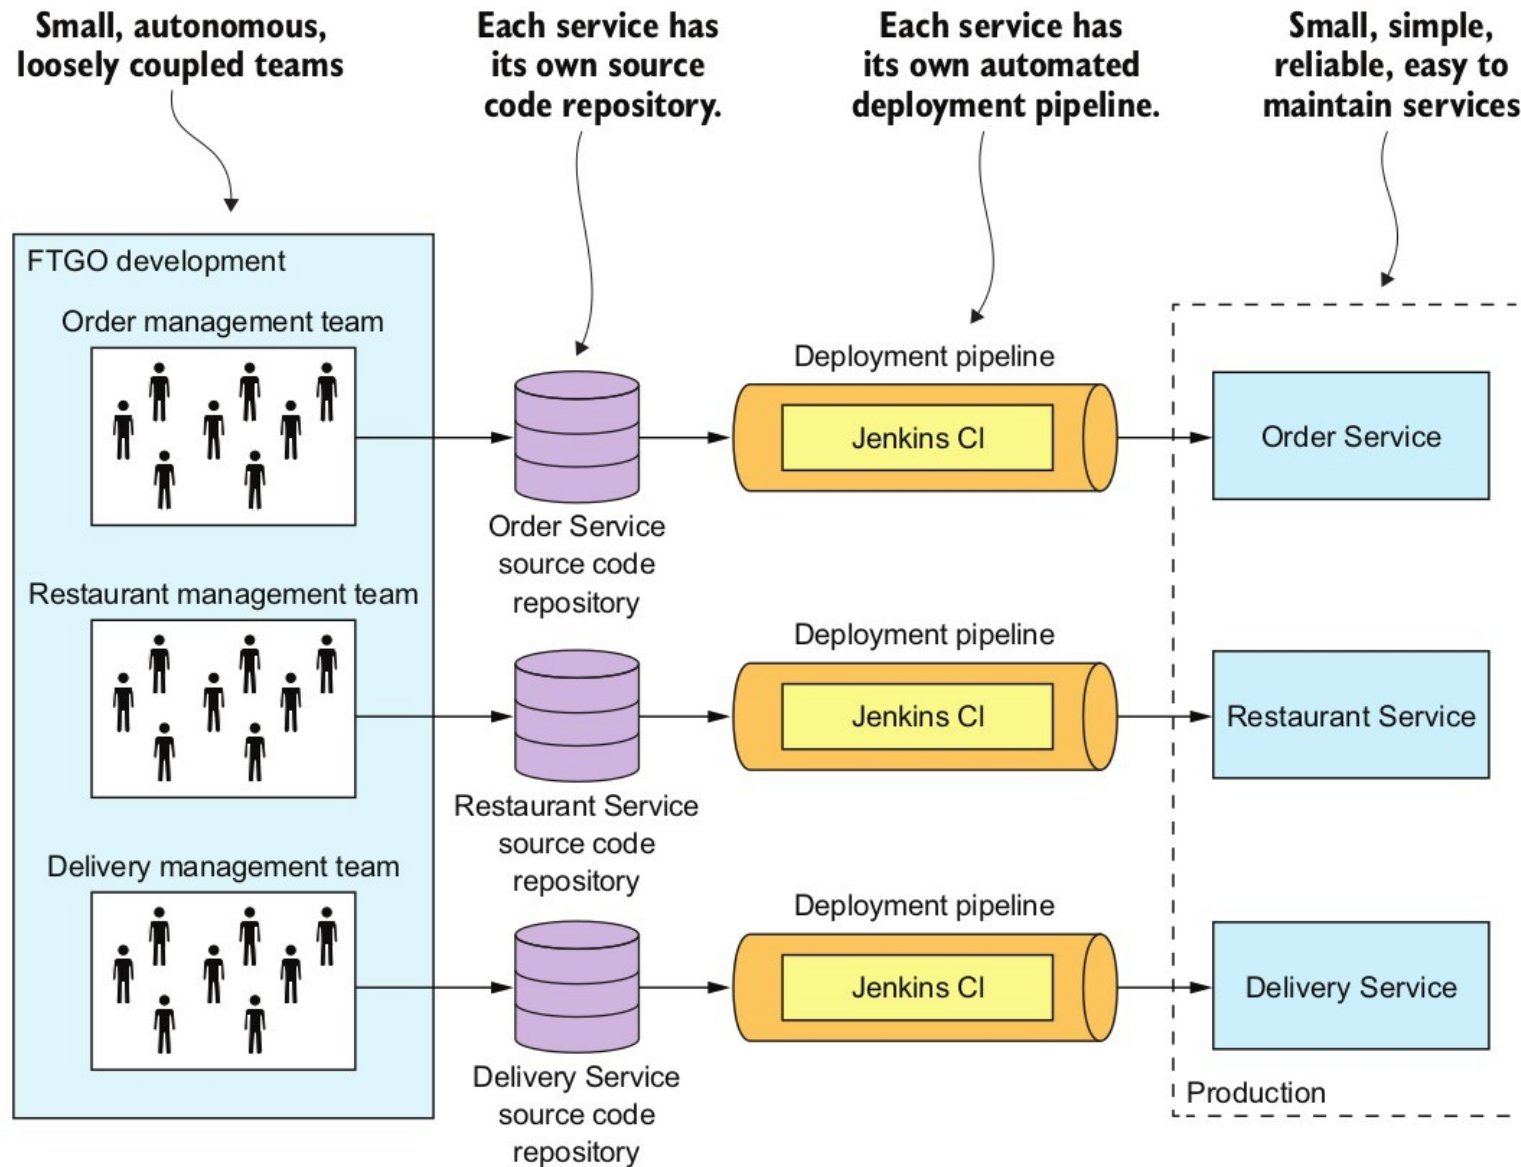 Small, autonomous,
loosely coupled teams
Each service has
its own source
code repository.
Each service has
its own automated
deployment pipeline.
Small, simple,
reliable, easy to
maintain services
FTGO development
Order management team
Order Service
source code
repository
Deployment pipeline
Jenkins CI
Order Service
Restaurant management team
Restaurant Service
source code
repository
Deployment pipeline
Jenkins CI
Restaurant Service
Delivery management team
Delivery Service
source code
repository
Deployment pipeline
Jenkins CI
Delivery Service
Production